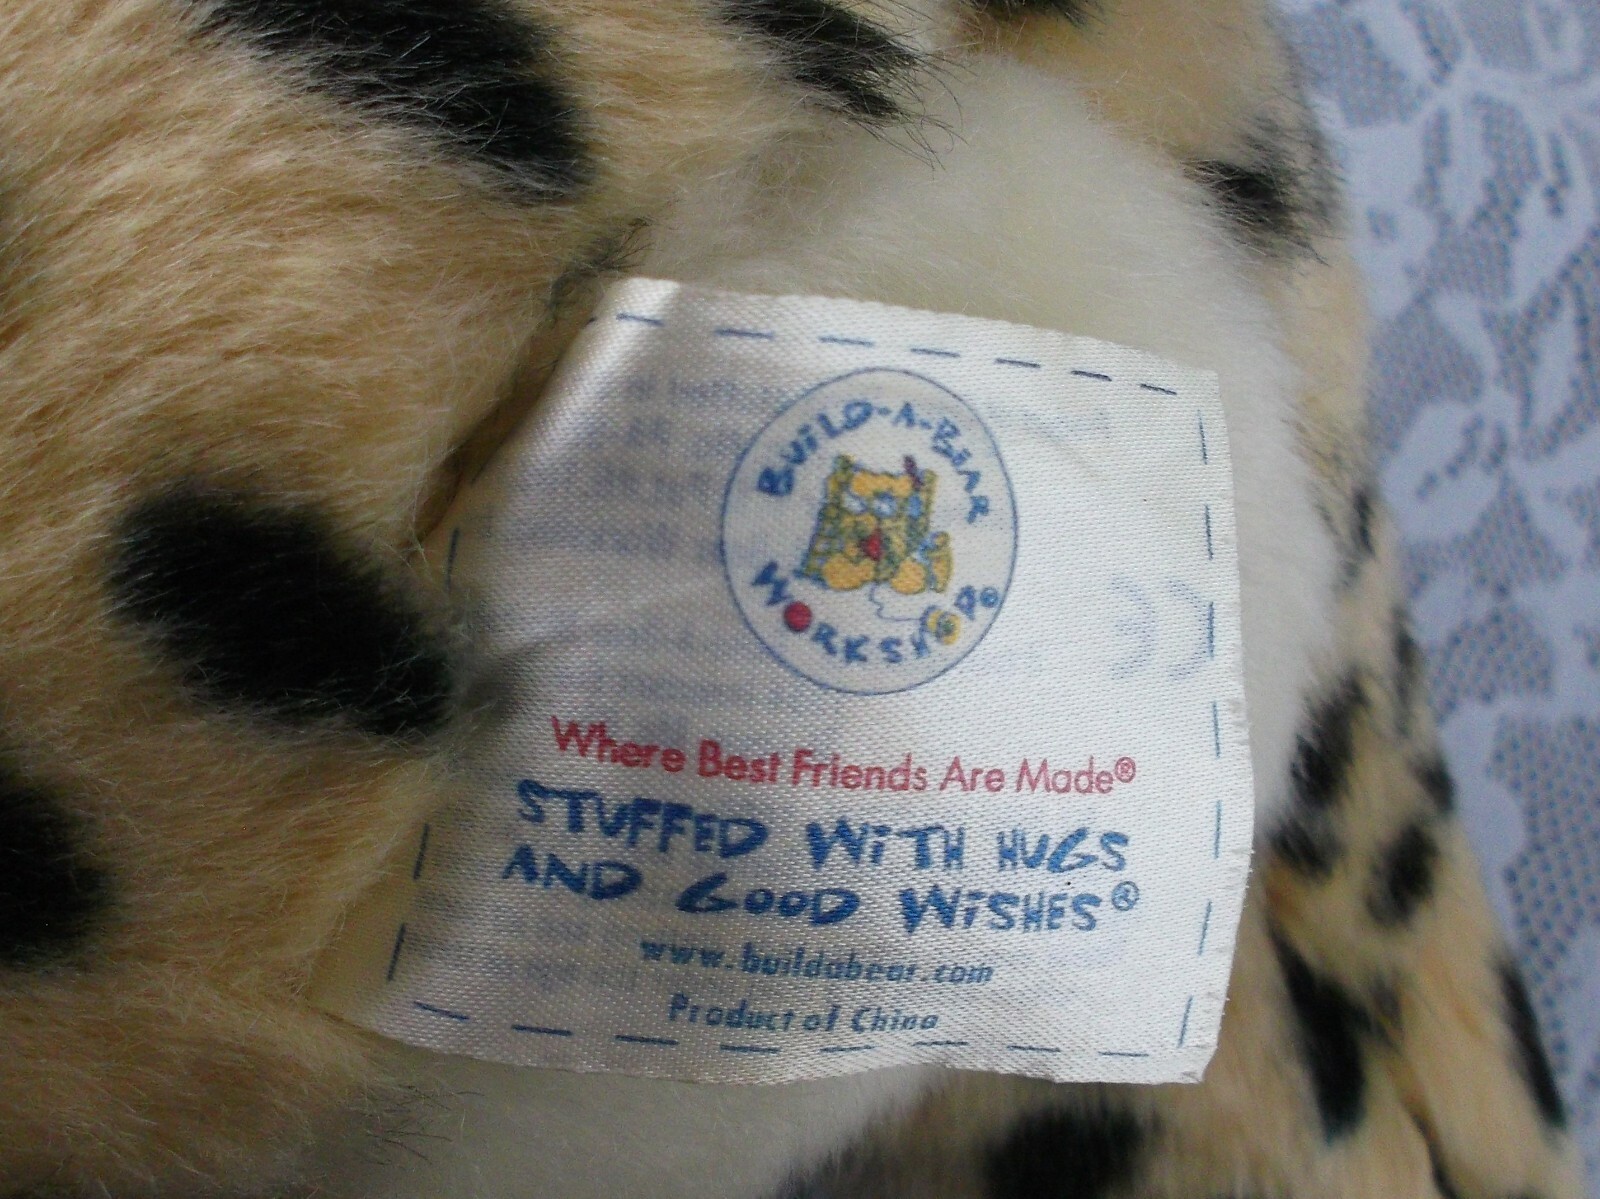 BUiLD-A-BEAR
WORKSHOP®
Where Best Friends Are Made®
STUFFED WiTH HUGS
AND GOOD WiSHES®
www.buildabear.com
Product of China